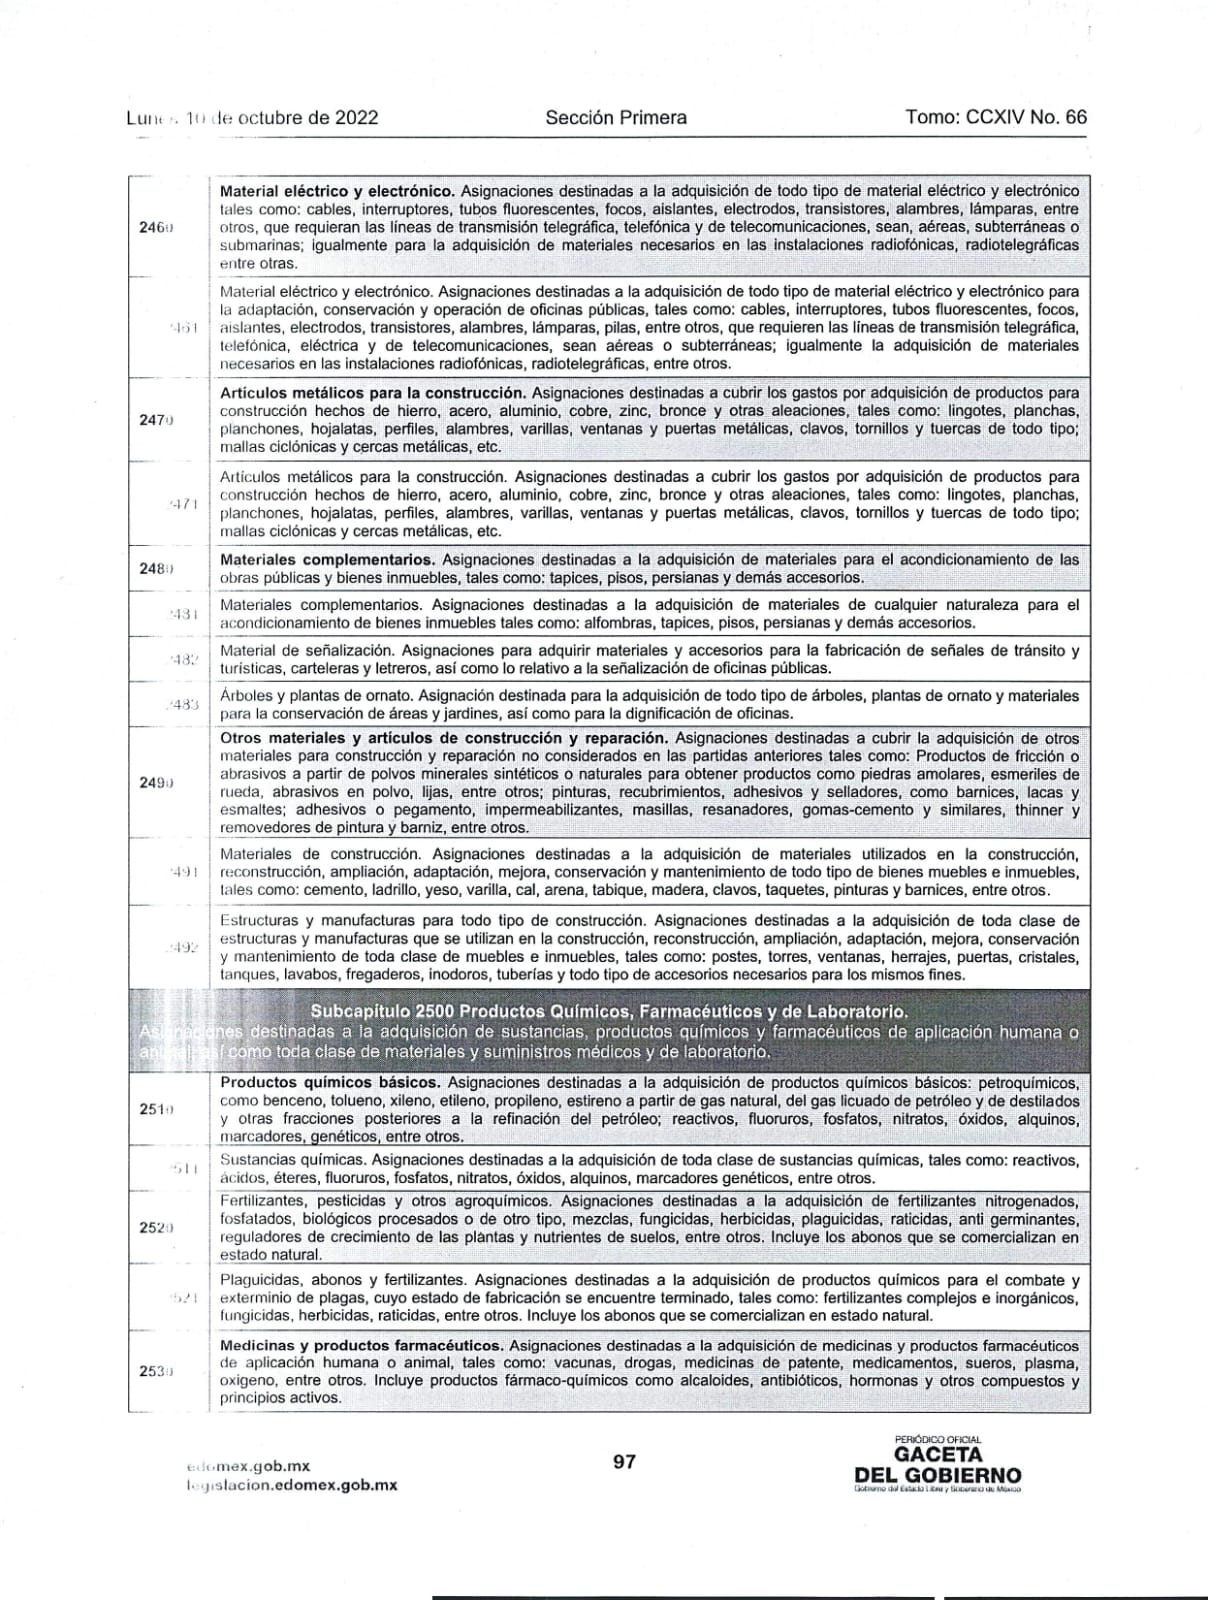 Lunes 10 de octubre de 2022 Sección Primera Tomo: CCXIV No. 66
2460
Material eléctrico y electrónico. Asignaciones destinadas a la adquisición de todo tipo de material eléctrico y electrónico
tales como: cables, interruptores, tubos fluorescentes, focos, aislantes, electrodos, transistores, alambres, lámparas, entre
otros, que requieran las líneas de transmisión telegráfica, telefónica y de telecomunicaciones, sean, aéreas, subterráneas o
submarinas; igualmente para la adquisición de materiales necesarios en las instalaciones radiofónicas, radiotelegráficas
entre otras.
2461
Material eléctrico y electrónico. Asignaciones destinadas a la adquisición de todo tipo de material eléctrico y electrónico para
la adaptación, conservación y operación de oficinas públicas, tales como: cables, interruptores, tubos fluorescentes, focos,
aislantes, electrodos, transistores, alambres, lámparas, pilas, entre otros, que requieren las líneas de transmisión telegráfica,
telefónica, eléctrica y de telecomunicaciones, sean aéreas o subterráneas; igualmente la adquisición de materiales
necesarios en las instalaciones radiofónicas, radiotelegráficas, entre otros.
2470
Artículos metálicos para la construcción. Asignaciones destinadas a cubrir los gastos por adquisición de productos para
construcción hechos de hierro, acero, aluminio, cobre, zinc, bronce y otras aleaciones, tales como: lingotes, planchas,
planchones, hojalatas, perfiles, alambres, varillas, ventanas y puertas metálicas, clavos, tornillos y tuercas de todo tipo;
mallas ciclónicas y cercas metálicas, etc.
2471
Artículos metálicos para la construcción. Asignaciones destinadas a cubrir los gastos por adquisición de productos para
construcción hechos de hierro, acero, aluminio, cobre, zinc, bronce y otras aleaciones, tales como: lingotes, planchas,
planchones, hojalatas, perfiles, alambres, varillas, ventanas y puertas metálicas, clavos, tornillos y tuercas de todo tipo;
mallas ciclónicas y cercas metálicas, etc.
2480
Materiales complementarios. Asignaciones destinadas a la adquisición de materiales para el acondicionamiento de las
obras públicas y bienes inmuebles, tales como: tapices, pisos, persianas y demás accesorios.
2481
Materiales complementarios. Asignaciones destinadas a la adquisición de materiales de cualquier naturaleza para el
acondicionamiento de bienes inmuebles tales como: alfombras, tapices, pisos, persianas y demás accesorios.
2482
Material de señalización. Asignaciones para adquirir materiales y accesorios para la fabricación de señales de tránsito y
turísticas, carteleras y letreros, así como lo relativo a la señalización de oficinas públicas.
2483
Árboles y plantas de ornato. Asignación destinada para la adquisición de todo tipo de árboles, plantas de ornato y materiales
para la conservación de áreas y jardines, así como para la dignificación de oficinas.
2490
Otros materiales y artículos de construcción y reparación. Asignaciones destinadas a cubrir la adquisición de otros
materiales para construcción y reparación no considerados en las partidas anteriores tales como: Productos de fricción o
abrasivos a partir de polvos minerales sintéticos o naturales para obtener productos como piedras amolares, esmeriles de
rueda, abrasivos en polvo, lijas, entre otros; pinturas, recubrimientos, adhesivos y selladores, como barnices, lacas y
esmaltes; adhesivos o pegamento, impermeabilizantes, masillas, resanadores, gomas-cemento y similares, thinner y
removedores de pintura y barniz, entre otros.
2491
Materiales de construcción. Asignaciones destinadas a la adquisición de materiales utilizados en la construcción,
reconstrucción, ampliación, adaptación, mejora, conservación y mantenimiento de todo tipo de bienes muebles e inmuebles,
tales como: cemento, ladrillo, yeso, varilla, cal, arena, tabique, madera, clavos, taquetes, pinturas y barnices, entre otros.
2492
Estructuras y manufacturas para todo tipo de construcción. Asignaciones destinadas a la adquisición de toda clase de
estructuras y manufacturas que se utilizan en la construcción, reconstrucción, ampliación, adaptación, mejora, conservación
y mantenimiento de toda clase de muebles e inmuebles, tales como: postes, torres, ventanas, herrajes, puertas, cristales,
tanques, lavabos, fregaderos, inodoros, tuberías y todo tipo de accesorios necesarios para los mismos fines.
Subcapítulo 2500 Productos Químicos, Farmacéuticos y de Laboratorio.
Asignaciones destinadas a la adquisición de sustancias, productos químicos y farmacéuticos de aplicación humana o
animal; así como toda clase de materiales y suministros médicos y de laboratorio.
2510
Productos químicos básicos. Asignaciones destinadas a la adquisición de productos químicos básicos: petroquímicos,
como benceno, tolueno, xileno, etileno, propileno, estireno a partir de gas natural, del gas licuado de petróleo y de destilados
y otras fracciones posteriores a la refinación del petróleo; reactivos, fluoruros, fosfatos, nitratos, óxidos, alquinos,
marcadores, genéticos, entre otros.
2511
Sustancias químicas. Asignaciones destinadas a la adquisición de toda clase de sustancias químicas, tales como: reactivos,
ácidos, éteres, fluoruros, fosfatos, nitratos, óxidos, alquinos, marcadores genéticos, entre otros.
2520
Fertilizantes, pesticidas y otros agroquímicos. Asignaciones destinadas a la adquisición de fertilizantes nitrogenados,
fosfatados, biológicos procesados o de otro tipo, mezclas, fungicidas, herbicidas, plaguicidas, raticidas, anti germinantes,
reguladores de crecimiento de las plantas y nutrientes de suelos, entre otros. Incluye los abonos que se comercializan en
estado natural.
2521
Plaguicidas, abonos y fertilizantes. Asignaciones destinadas a la adquisición de productos químicos para el combate y
exterminio de plagas, cuyo estado de fabricación se encuentre terminado, tales como: fertilizantes complejos e inorgánicos,
fungicidas, herbicidas, raticidas, entre otros. Incluye los abonos que se comercializan en estado natural.
2530
Medicinas y productos farmacéuticos. Asignaciones destinadas a la adquisición de medicinas y productos farmacéuticos
de aplicación humana o animal, tales como: vacunas, drogas, medicinas de patente, medicamentos, sueros, plasma,
oxígeno, entre otros. Incluye productos fármaco-químicos como alcaloides, antibióticos, hormonas y otros compuestos y
principios activos.
edomex.gob.mx
legislacion.edomex.gob.mx
97
PERIÓDICO OFICIAL
GACETA
DEL GOBIERNO
Gobierno del Estado Libre y Soberano de México